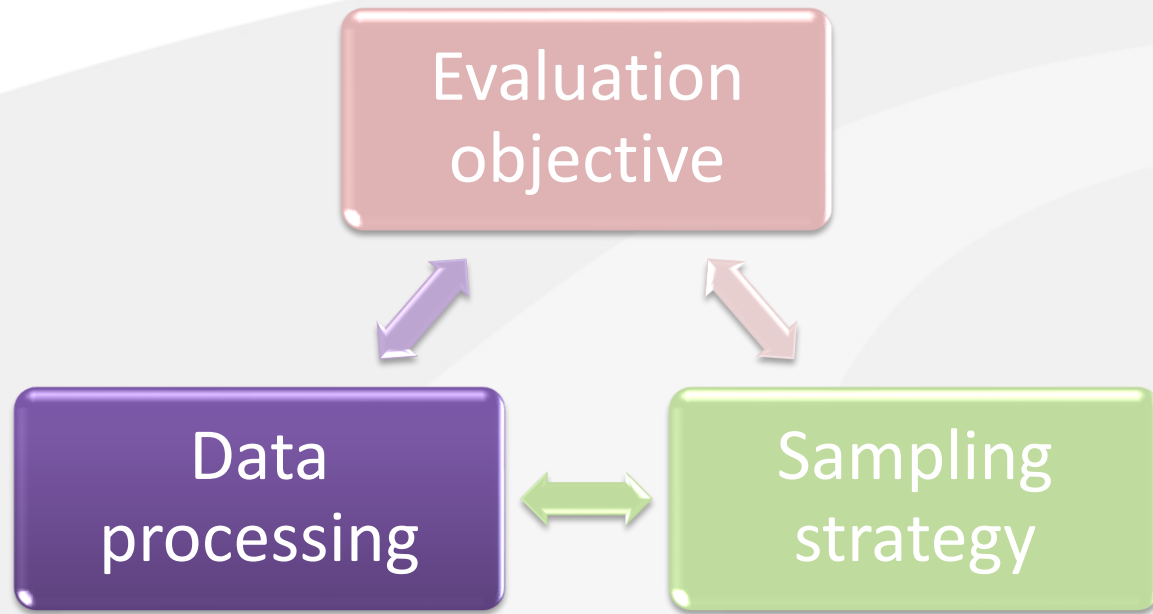 Evaluation
objective
Data
processing
Sampling
strategy